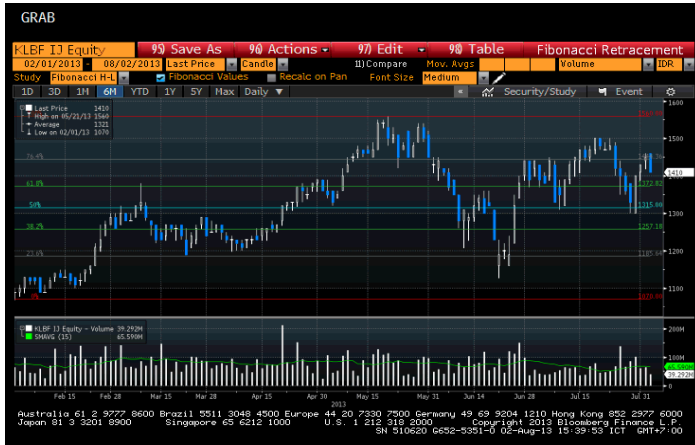 GRAB
KLBF IJ Equity 95) Save As 96) Actions 97) Edit 98) Table Fibonacci Retracement
02/01/2013 - 08/02/2013 Last Price Candle 11) Compare Mov. Avgs Volume IDR
Study Fibonacci H-L Fibonacci Values Recalc on Pan Font Size Medium
1D 3D 1M 6M YTD 1Y 5Y Max Daily ▼ « Security/Study Event
Last Price 1410
High on 05/21/13 1560
Average 1321
Low on 02/01/13 1070
1600
1500
76.4%
1400
1410
61.8% 1372.82
50% 1315.00
1300
38.2% 1257.18
1200
23.6% 1185.64
1100
0% 1070.00
KLBF IJ Equity - Volume 39.292M
SMAVG (15) 65.590M
200M
100M
65.590M
39.292M
0
Feb 15 Feb 28 Mar 15 Mar 28 Apr 15 Apr 30 May 15 May 31 Jun 14 Jun 28 Jul 15 Jul 31
2013
Australia 61 2 9777 8600 Brazil 5511 3048 4500 Europe 44 20 7330 7500 Germany 49 69 9204 1210 Hong Kong 852 2977 6000
Japan 81 3 3201 8900 Singapore 65 6212 1000 U.S. 1 212 318 2000 Copyright 2013 Bloomberg Finance L.P.
SN 510620 G652-5351-0 02-Aug-13 15:39:53 ICT GMT+7:00